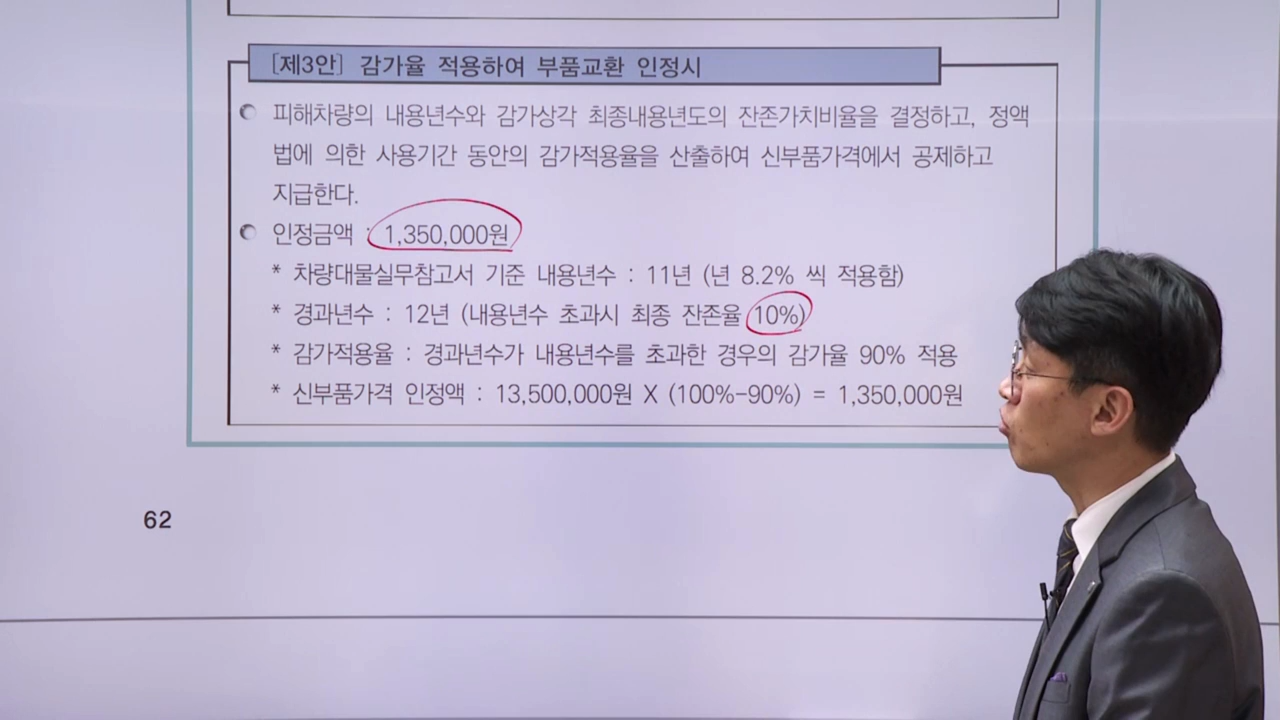 [제3안] 감가율 적용하여 부품교환 인정시
피해차량의 내용년수와 감가상각 최종내용년도의 잔존가치비율을 결정하고, 정액
법에 의한 사용기간 동안의 감가적용율을 산출하여 신부품가격에서 공제하고
지급한다.
인정금액 : 1,350,000원
* 차량대물실무참고서 기준 내용년수 : 11년 (년 8.2% 씩 적용함)
* 경과년수 : 12년 (내용년수 초과시 최종 잔존율 10%)
* 감가적용율 : 경과년수가 내용년수를 초과한 경우의 감가율 90% 적용
* 신부품가격 인정액 : 13,500,000원 X (100%-90%) = 1,350,000원
62